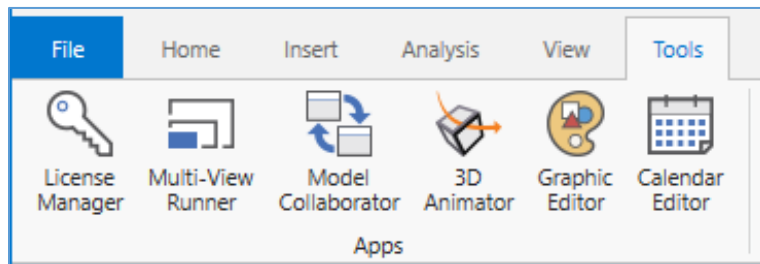 File Home Insert Analysis View Tools
License Manager
Multi-View Runner
Model Collaborator
3D Animator
Graphic Editor
Calendar Editor
Apps